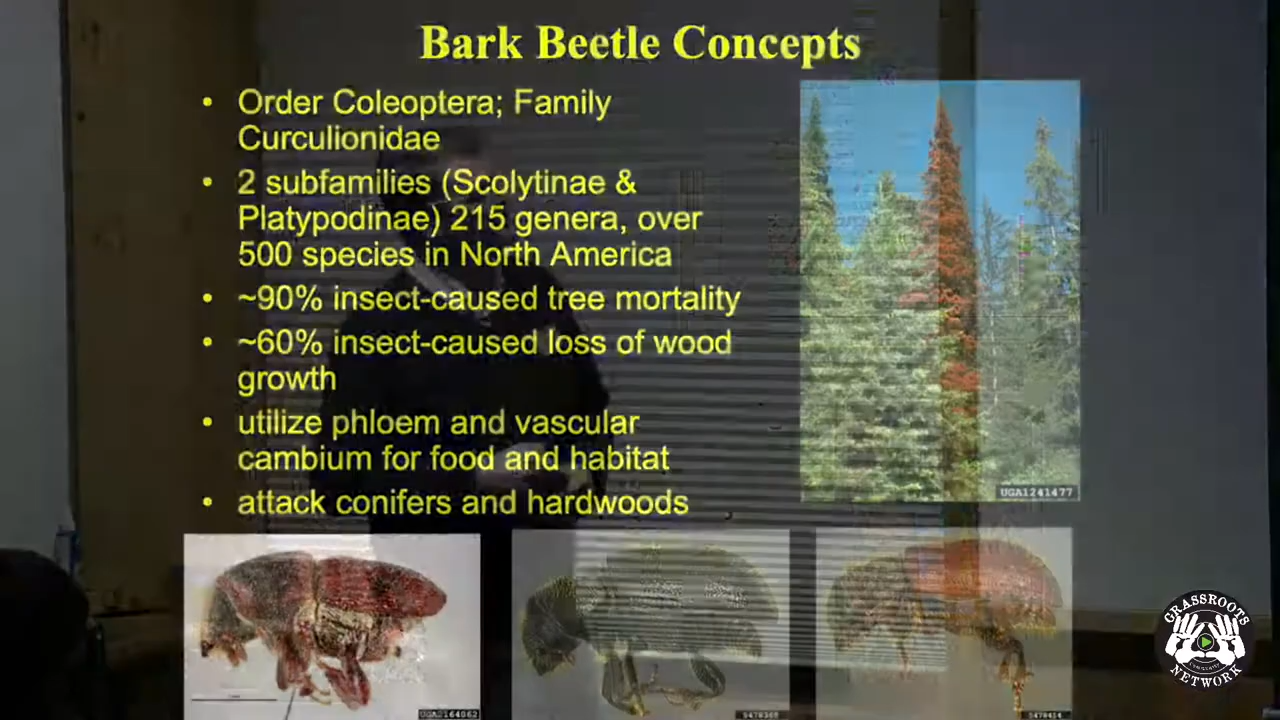 Bark Beetle Concepts
• Order Coleoptera; Family
Curculionidae
• 2 subfamilies (Scolytinae &
Platypodinae) 215 genera, over
500 species in North America
• ~90% insect-caused tree mortality
• ~60% insect-caused loss of wood
growth
• utilize phloem and vascular
cambium for food and habitat
• attack conifers and hardwoods
UGA1241477
UGA2164062
GRASSROOTS
NETWORK